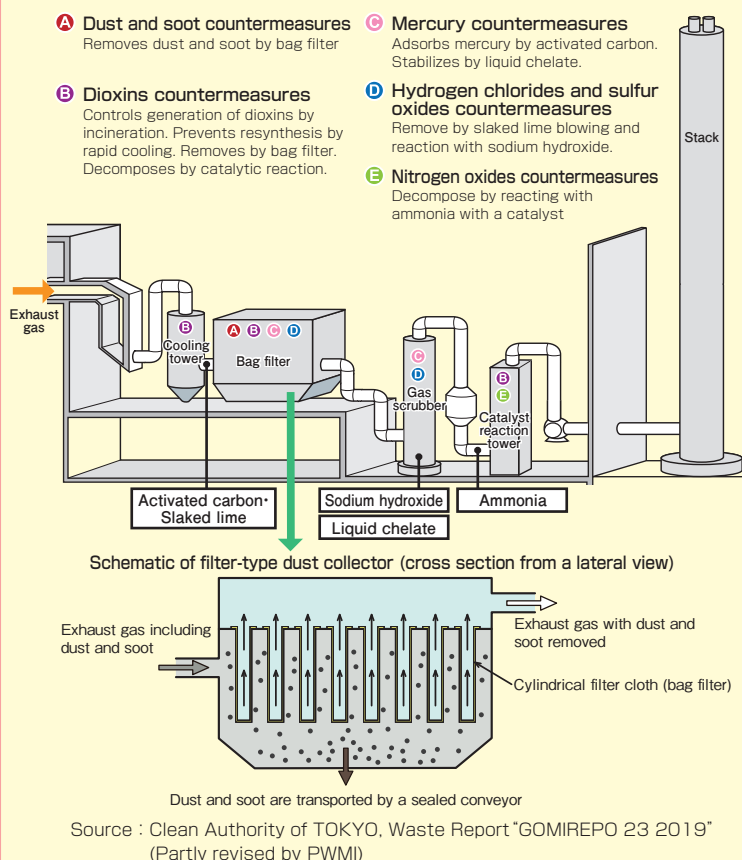 A Dust and soot countermeasures
Removes dust and soot by bag filter
B Dioxins countermeasures
Controls generation of dioxins by
incineration. Prevents resynthesis by
rapid cooling. Removes by bag filter.
Decomposes by catalytic reaction.
C Mercury countermeasures
Adsorbs mercury by activated carbon.
Stabilizes by liquid chelate.
D Hydrogen chlorides and sulfur
oxides countermeasures
Remove by slaked lime blowing and
reaction with sodium hydroxide.
E Nitrogen oxides countermeasures
Decompose by reacting with
ammonia with a catalyst
Stack
Exhaust
gas
B
Cooling
tower
A B C D
Bag filter
C
D
Gas
scrubber
B
E
Catalyst
reaction
tower
Activated carbon・
Slaked lime
Sodium hydroxide
Liquid chelate
Ammonia
Schematic of filter-type dust collector (cross section from a lateral view)
Exhaust gas including
dust and soot
Exhaust gas with dust and
soot removed
Cylindrical filter cloth (bag filter)
Dust and soot are transported by a sealed conveyor
Source : Clean Authority of TOKYO, Waste Report “GOMIREPO 23 2019”
(Partly revised by PWMI)